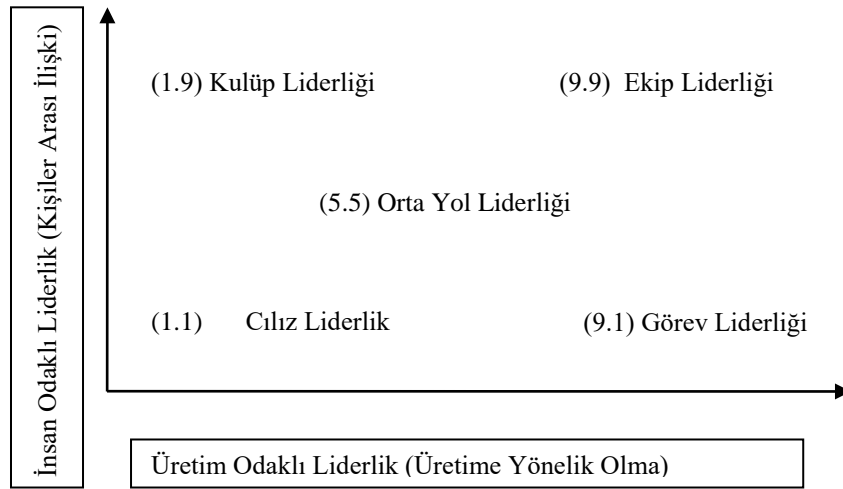 İnsan Odaklı Liderlik (Kişiler Arası İlişki)
(1.9) Kulüp Liderliği
(9.9) Ekip Liderliği
(5.5) Orta Yol Liderliği
(1.1) Cılız Liderlik
(9.1) Görev Liderliği
Üretim Odaklı Liderlik (Üretime Yönelik Olma)